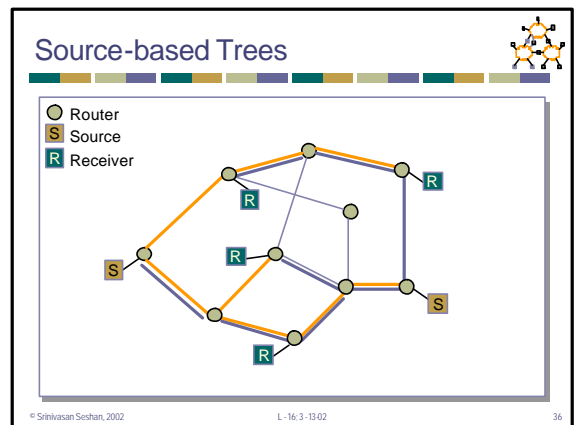 Source-based Trees
Router
S Source
R Receiver
R
R
R
S
S
R
© Srinivasan Seshan, 2002 L -16; 3 -13-02 36